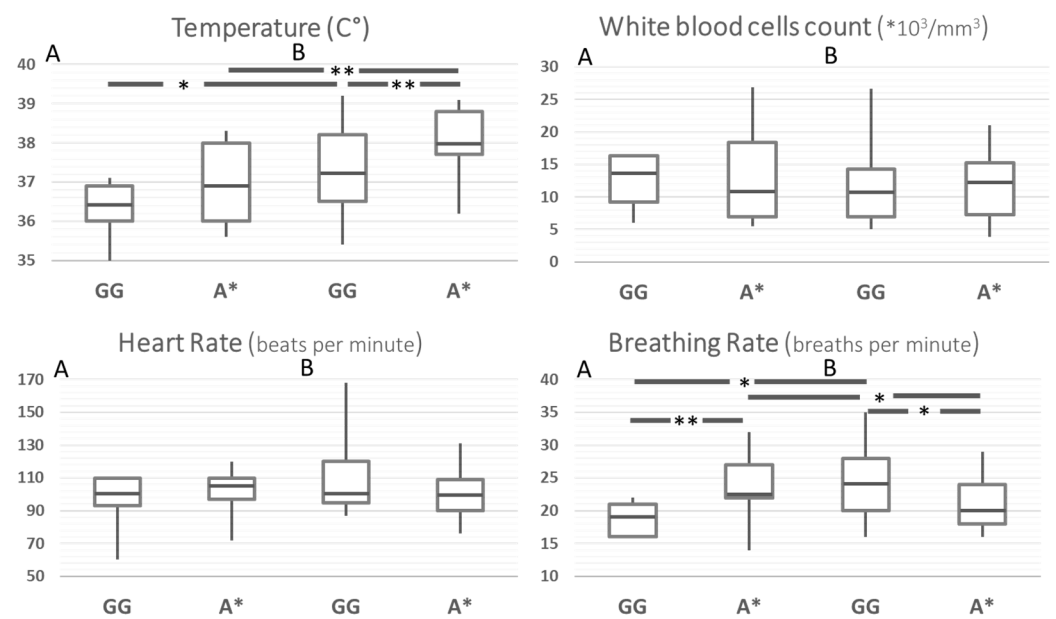 Temperature (C°)
A
B
40
39
38
37
36
35
*
**
**
GG
A*
GG
A*
White blood cells count (*10³/mm³)
A
B
30
25
20
15
10
5
0
GG
A*
GG
A*
Heart Rate (beats per minute)
A
B
170
150
130
110
90
70
50
GG
A*
GG
A*
Breathing Rate (breaths per minute)
A
B
40
35
30
25
20
15
10
*
*
*
**
GG
A*
GG
A*